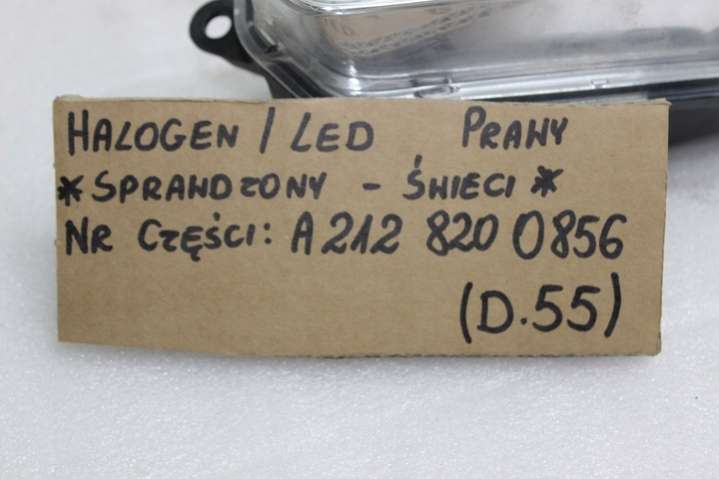 HALOGEN / LED PRAWY
*SPRAWDZONY - ŚWIECI*
NR CZĘŚCI: A 212 820 0856
(D.55)